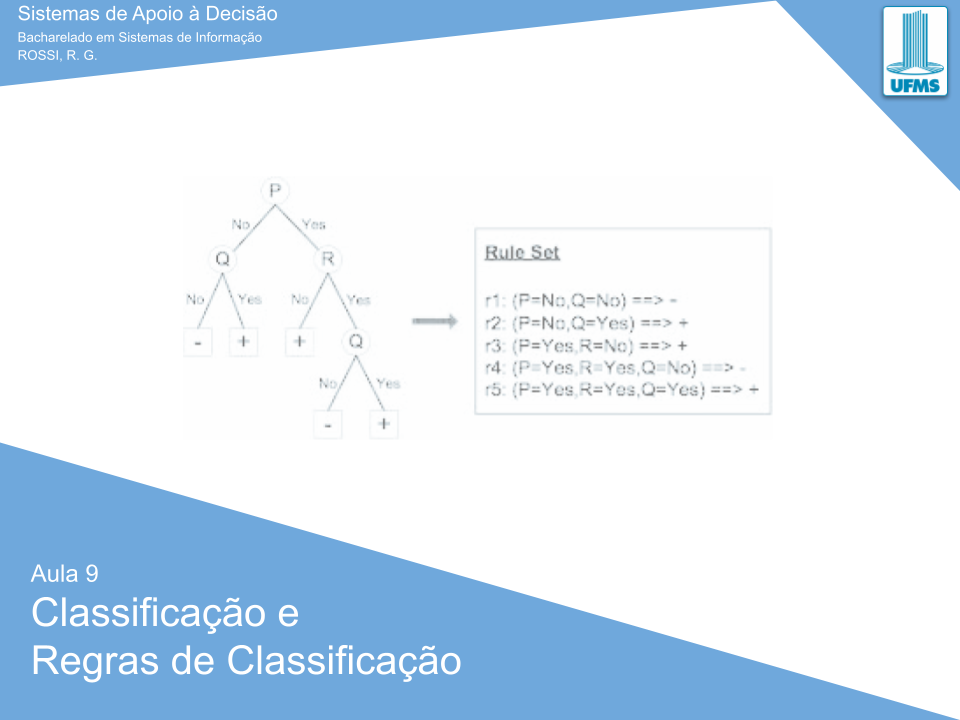 Sistemas de Apoio à Decisão
Bacharelado em Sistemas de Informação
ROSSI, R. G.
UFMS
P
No Yes
Q R
No Yes No Yes
- + + Q
No Yes
- +
Rule Set
r1: (P=No,Q=No) ==> -
r2: (P=No,Q=Yes) ==> +
r3: (P=Yes,R=No) ==> +
r4: (P=Yes,R=Yes,Q=No) ==> -
r5: (P=Yes,R=Yes,Q=Yes) ==> +
Aula 9
Classificação e
Regras de Classificação